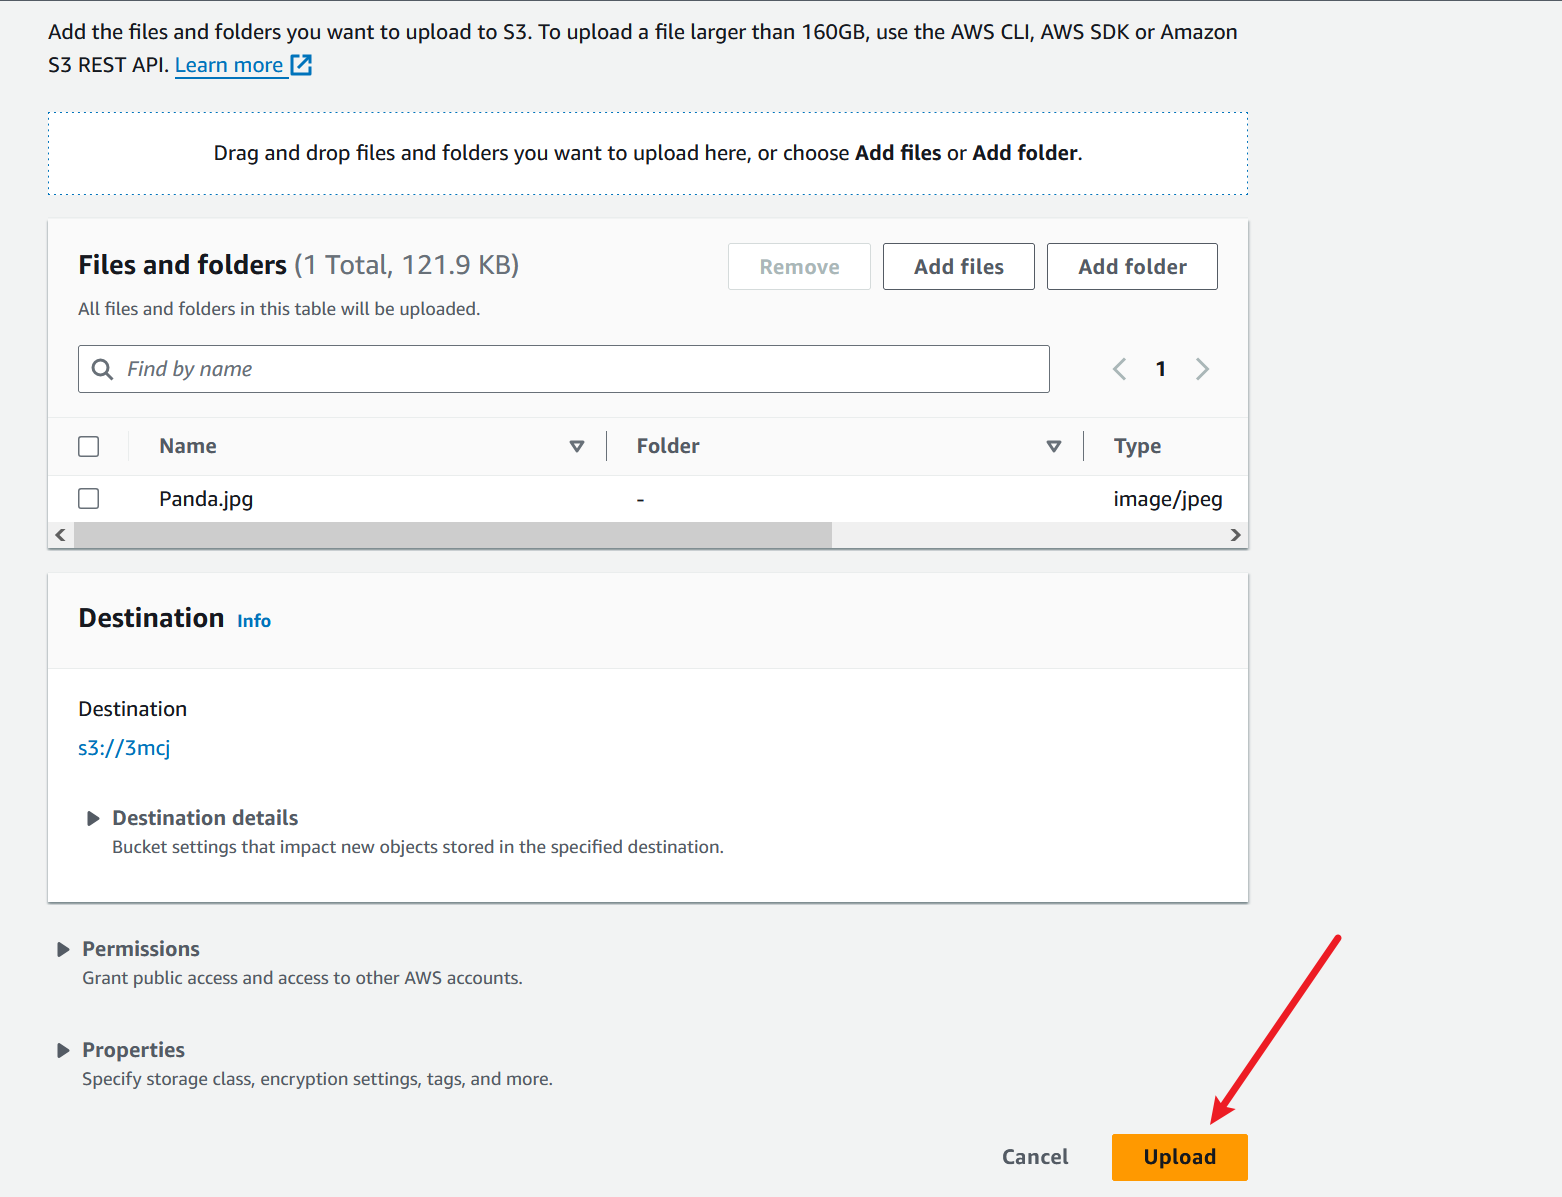 Add the files and folders you want to upload to S3. To upload a file larger than 160GB, use the AWS CLI, AWS SDK or Amazon
S3 REST API. Learn more
Drag and drop files and folders you want to upload here, or choose Add files or Add folder.
Files and folders (1 Total, 121.9 KB)
Remove
Add files
Add folder
All files and folders in this table will be uploaded.
Find by name
1
Name
Folder
Type
Panda.jpg
-
image/jpeg
Destination Info
Destination
s3://3mcj
Destination details
Bucket settings that impact new objects stored in the specified destination.
Permissions
Grant public access and access to other AWS accounts.
Properties
Specify storage class, encryption settings, tags, and more.
Cancel
Upload